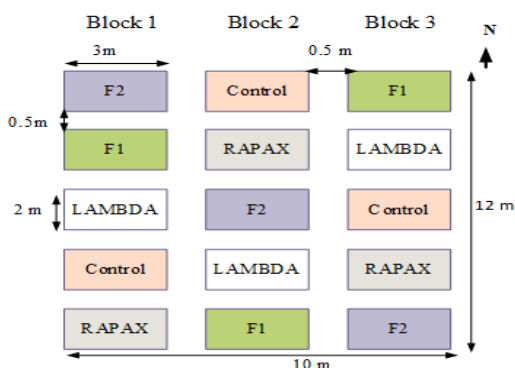 Block 1 Block 2 Block 3
N
3m 0.5 m
F2 Control F1
0.5m
F1 RAPAX LAMBDA
2 m LAMBDA F2 Control 12 m
Control LAMBDA RAPAX
RAPAX F1 F2
10 m